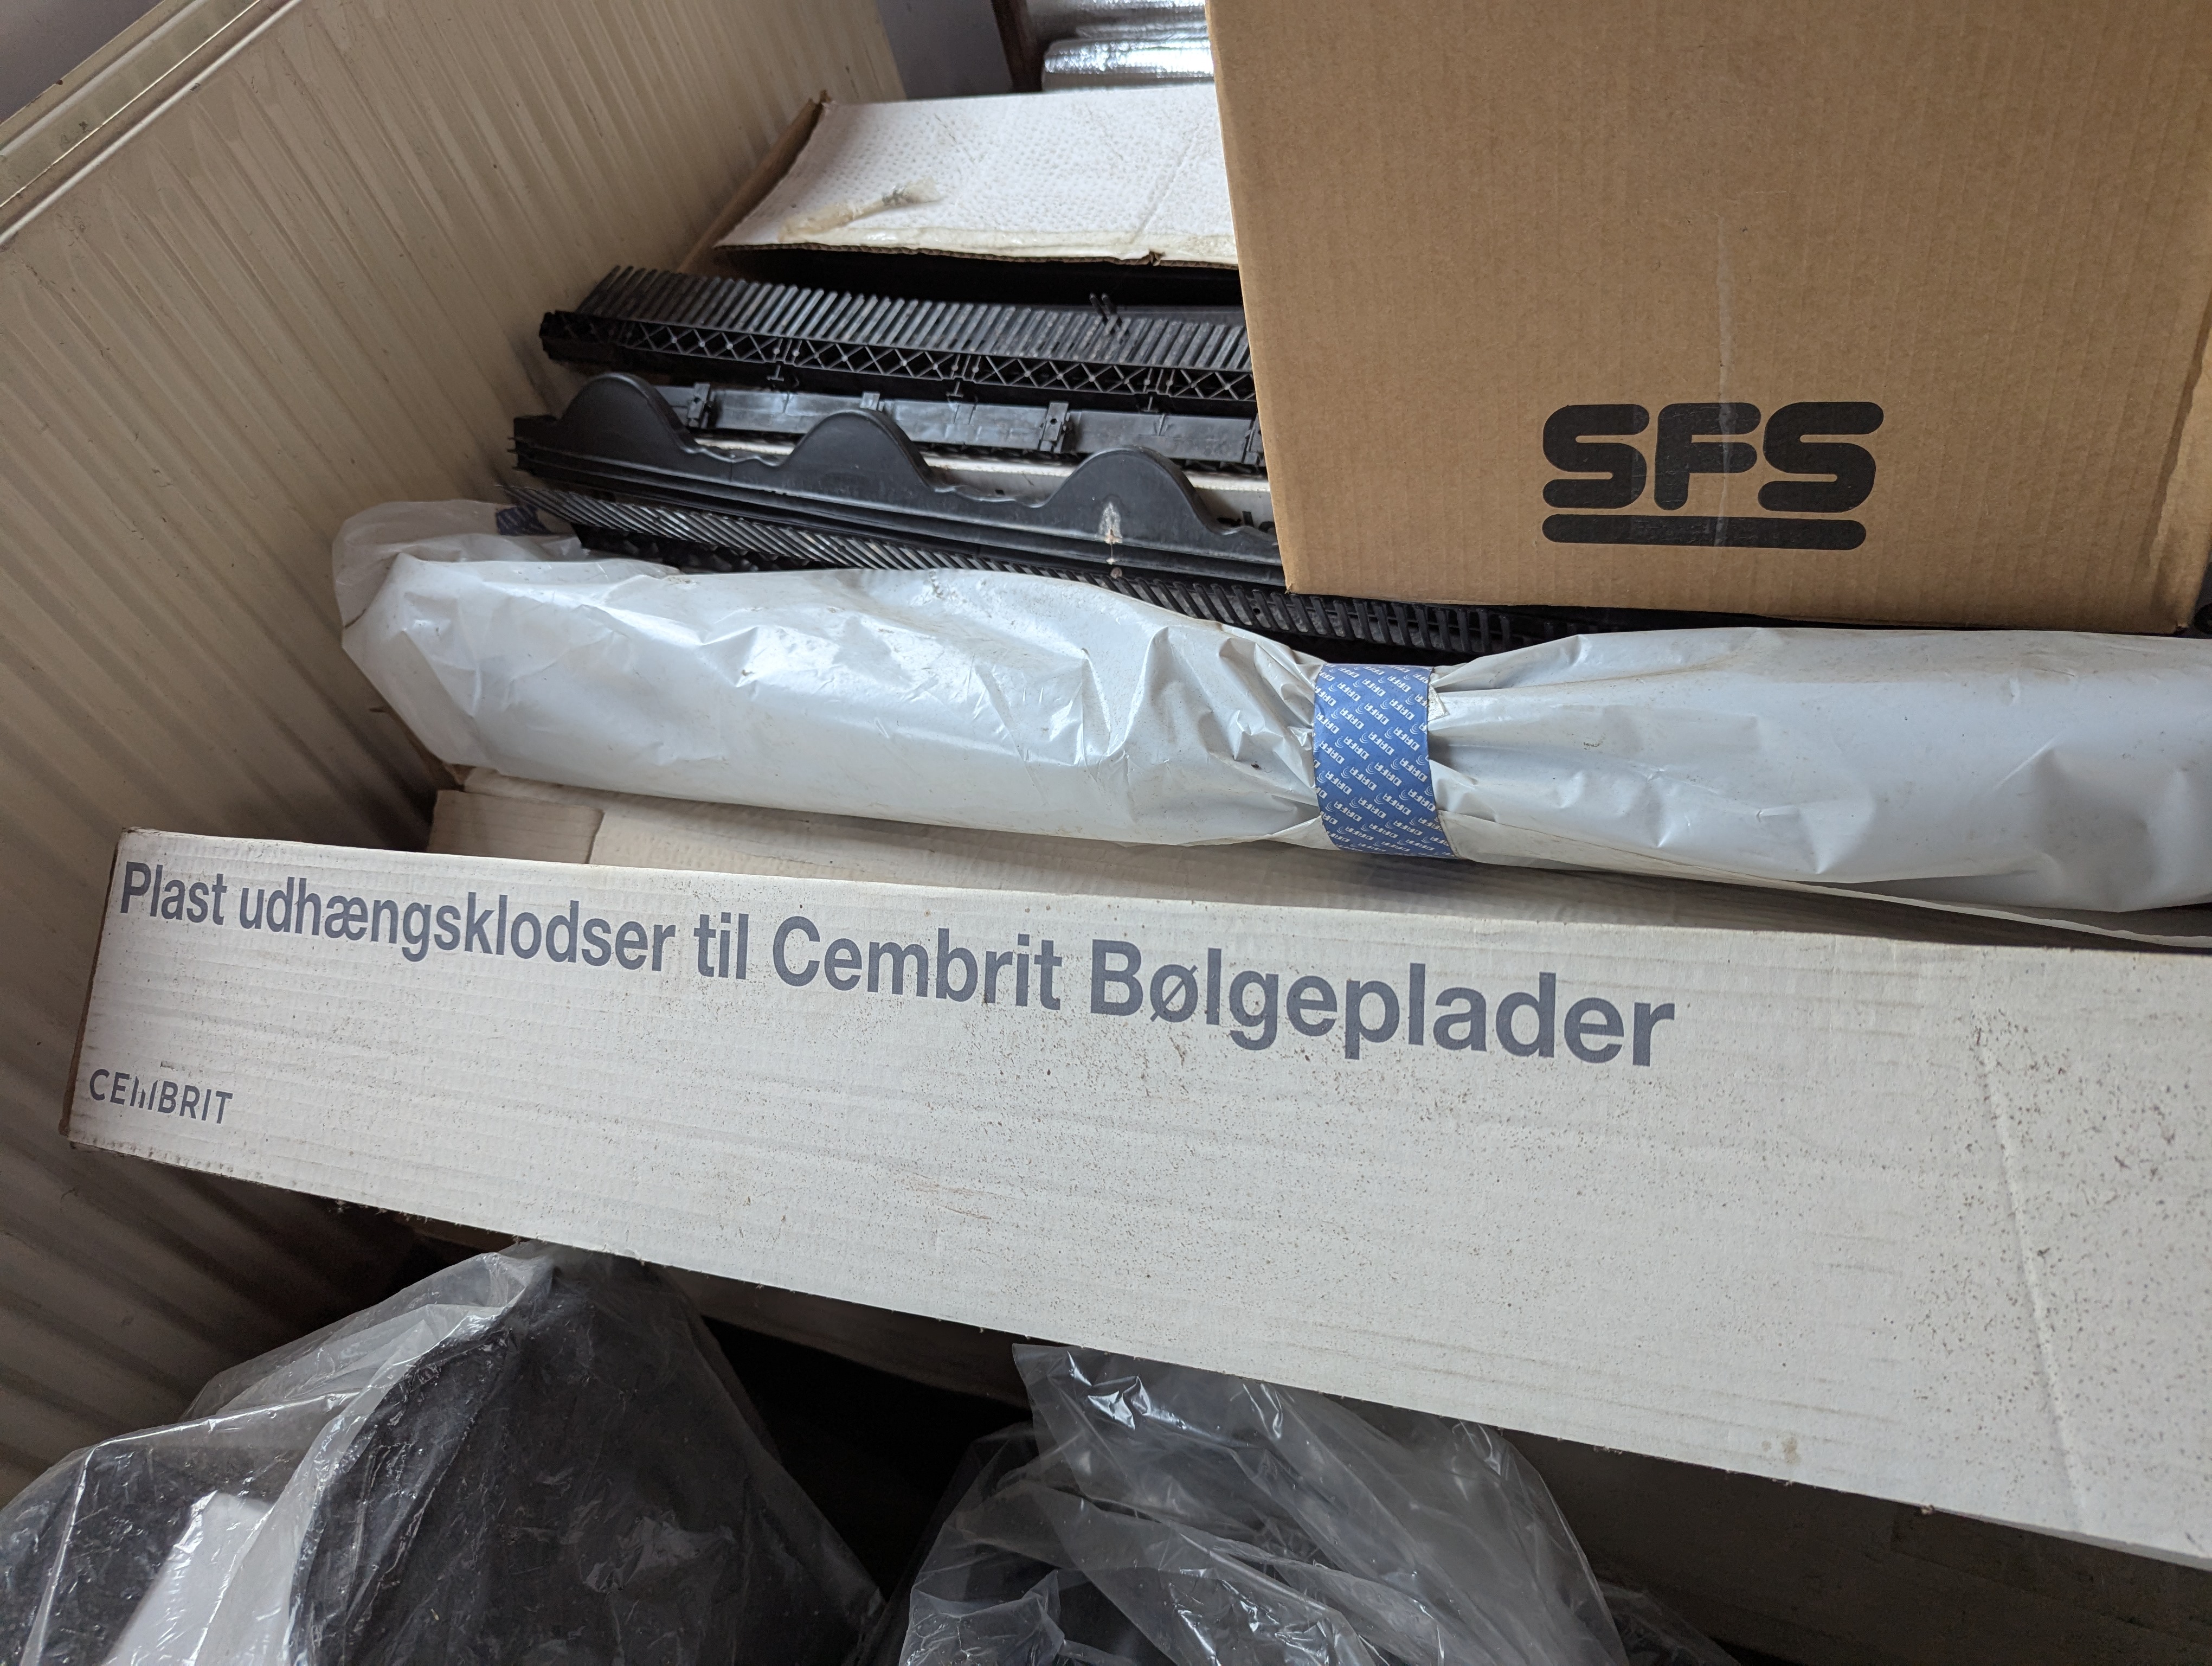 SFS
Plast udhængsklodser til Cembrit Bølgeplader
CEMBRIT